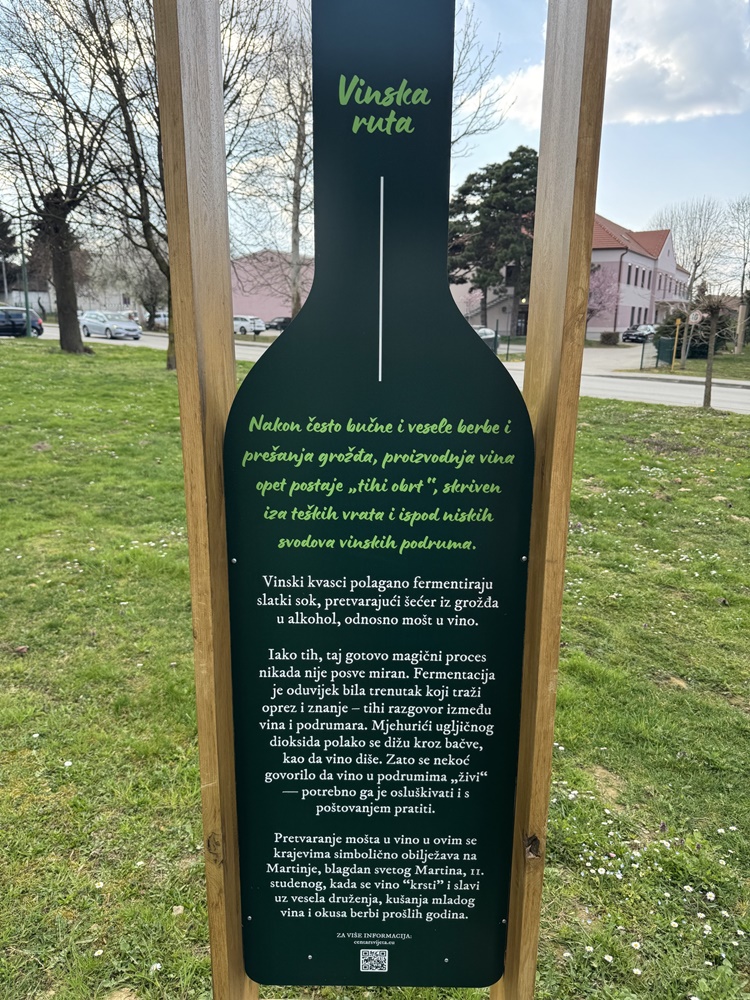 Vinska
ruta
Nakon često bučne i vesele berbe i
prešanja grožđa, proizvodnja vina
opet postaje „tihi obrt“, skriven
iza teških vrata i ispod niskih
svodova vinskih podruma.
Vinski kvasci polagano fermentiraju
slatki sok, pretvarajući šećer iz grožđa
u alkohol, odnosno mošt u vino.
Iako tih, taj gotovo magični proces
nikada nije posve miran. Fermentacija
je oduvijek bila trenutak koji traži
oprez i znanje – tihi razgovor između
vina i podrumara. Mjehurići ugljičnog
dioksida polako se dižu kroz bačve,
kao da vino diše. Zato se nekoć
govorilo da vino u podrumima „živi“
— potrebno ga je osluškivati i s
poštovanjem pratiti.
Pretvaranje mošta u vino u ovim se
krajevima simbolično obilježava na
Martinje, blagdan svetog Martina, 11.
studenog, kada se vino “krsti” i slavi
uz vesela druženja, kušanja mladog
vina i okusa berbi prošlih godina.
ZA VIŠE INFORMACIJA:
centarsvijeta.eu